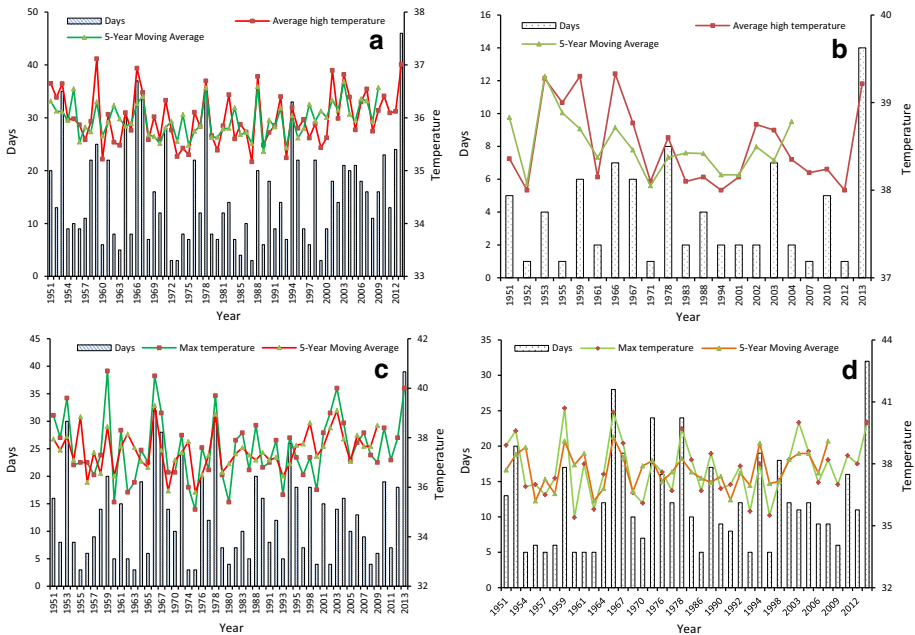 a
Days
Average high temperature
5-Year Moving Average
50
40
30
20
10
0
Days
38
37
36
35
34
33
Temperature
1951 1954 1957 1960 1963 1966 1969 1972 1975 1978 1981 1985 1988 1991 1994 1997 2000 2003 2006 2009 2012
Year
b
Days
Average high temperature
5-Year Moving Average
16
14
12
10
8
6
4
2
0
Days
40
39
38
37
Temperature
1951 1952 1953 1955 1959 1961 1966 1967 1971 1978 1983 1988 1994 2001 2002 2003 2004 2007 2010 2012 2013
Year
c
Days
Max temperature
5-Year Moving Average
45
40
35
30
25
20
15
10
5
0
Days
42
40
38
36
34
32
Temperature
1951 1953 1955 1957 1959 1961 1963 1965 1967 1970 1972 1974 1976 1978 1980 1983 1986 1988 1991 1993 1996 1998 2001 2003 2005 2007 2009 2011 2013
Year
d
Days
Max temperature
5-Year Moving Average
35
30
25
20
15
10
5
0
Days
44
41
38
35
32
Temperature
1951 1954 1957 1961 1964 1967 1970 1973 1976 1978 1986 1990 1992 1994 1998 2003 2006 2009 2012
Year